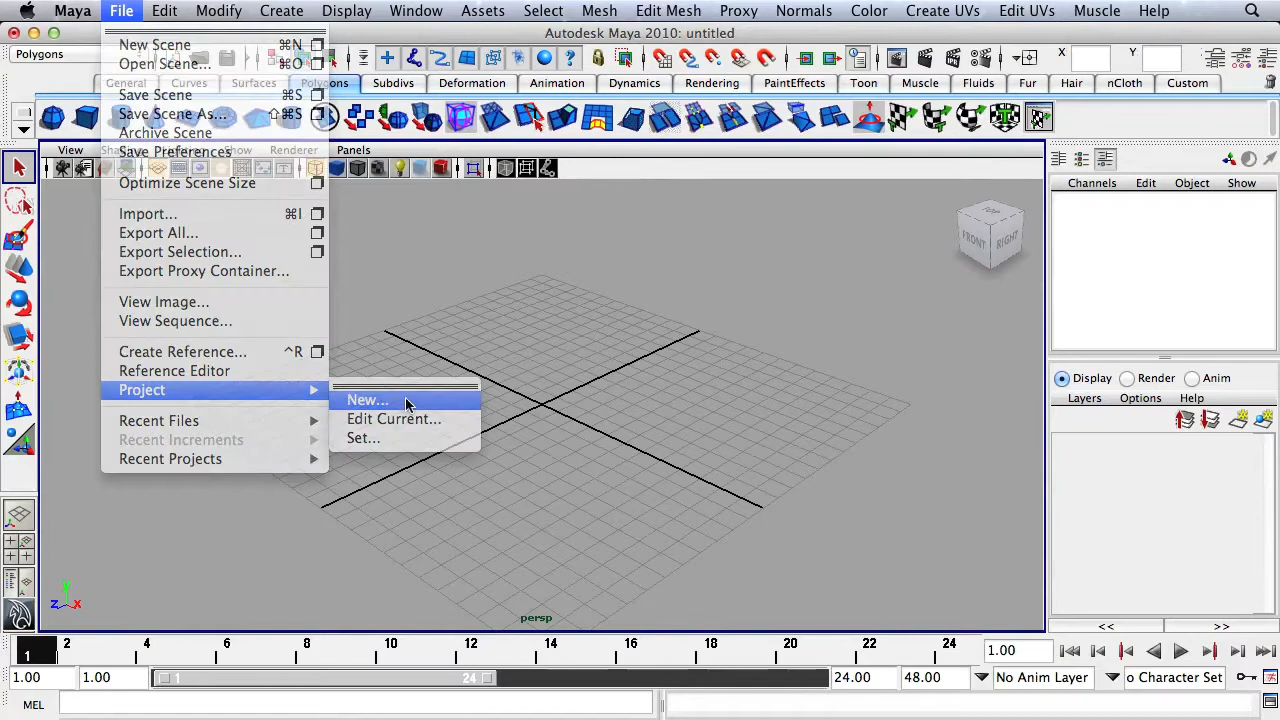 Maya File Edit Modify Create Display Window Assets Select Mesh Edit Mesh Proxy Normals Color Create UVs Edit UVs Muscle Help
Autodesk Maya 2010: untitled
Polygons
X Y
General Curves Surfaces Polygons Subdivs Deformation Animation Dynamics Rendering PaintEffects Toon Muscle Fluids Fur Hair nCloth Custom
New Scene ⌘N
Open Scene... ⌘O
Save Scene ⌘S
Save Scene As... ⇧⌘S
Archive Scene
Save Preferences
Optimize Scene Size
Import... ⌘I
Export All...
Export Selection...
Export Proxy Container...
View Image...
View Sequence...
Create Reference... ^R
Reference Editor
Project
Recent Files
Recent Increments
Recent Projects
New...
Edit Current...
Set...
View Show Renderer Panels
TOP
FRONT RIGHT
persp
y
z x
Channels Edit Object Show
Display Render Anim
Layers Options Help
<< >>
1 2 4 6 8 10 12 14 16 18 20 22 24
1.00
1.00 1.00 1 24 24.00 48.00 No Anim Layer o Character Set
MEL